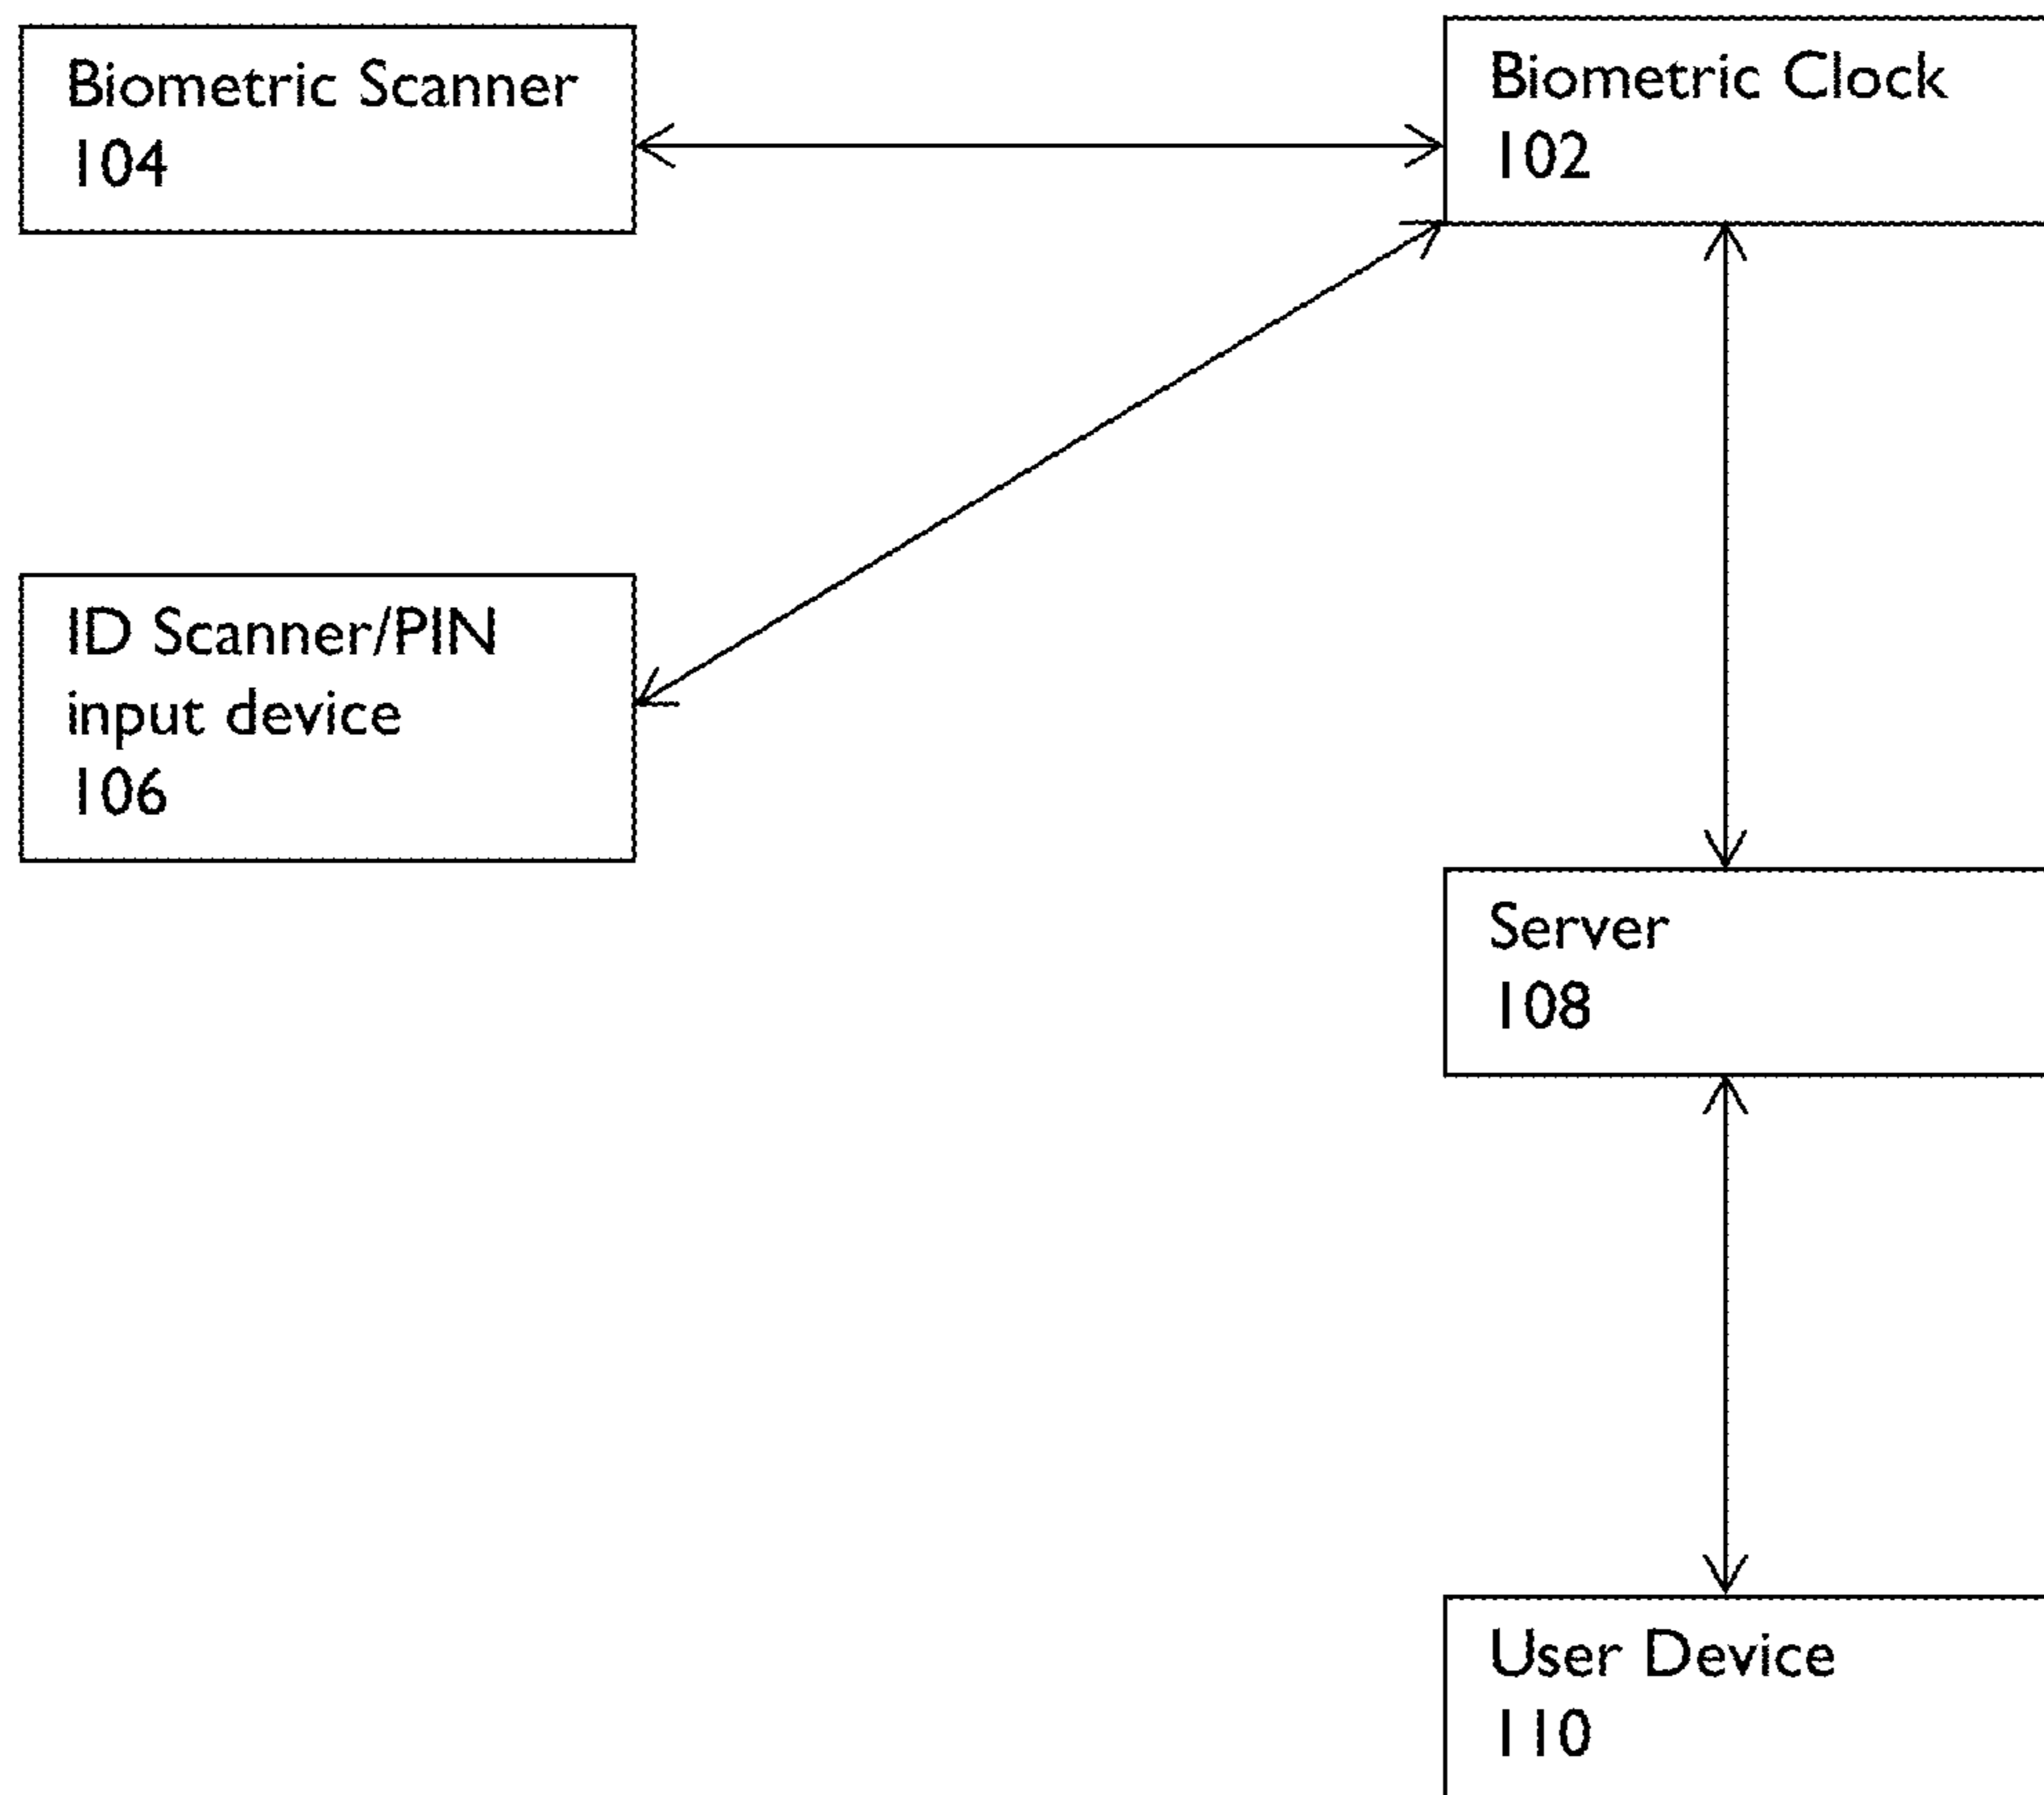 Biometric Scanner
104
Biometric Clock
102
ID Scanner/PIN
input device
106
Server
108
User Device
110